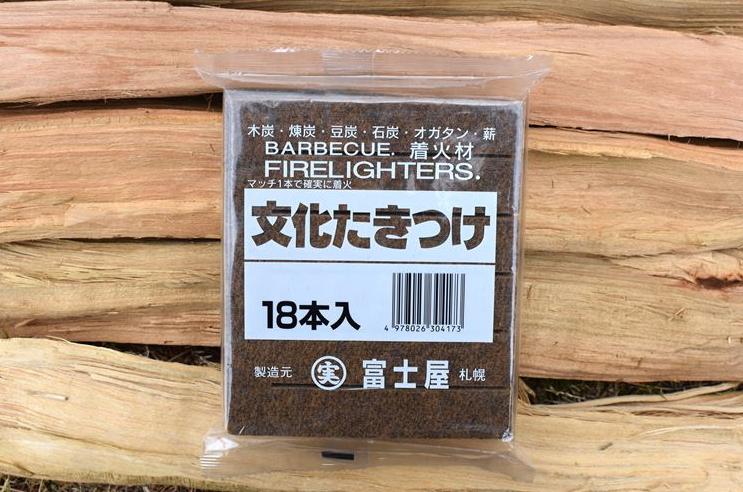 木炭・煉炭・豆炭・石炭・オガタン・薪
BARBECUE. 着火材
FIRELIGHTERS.
マッチ1本で確実に着火
文化たきつけ
18本入
4 978026 304173
製造元 実 富士屋 札幌